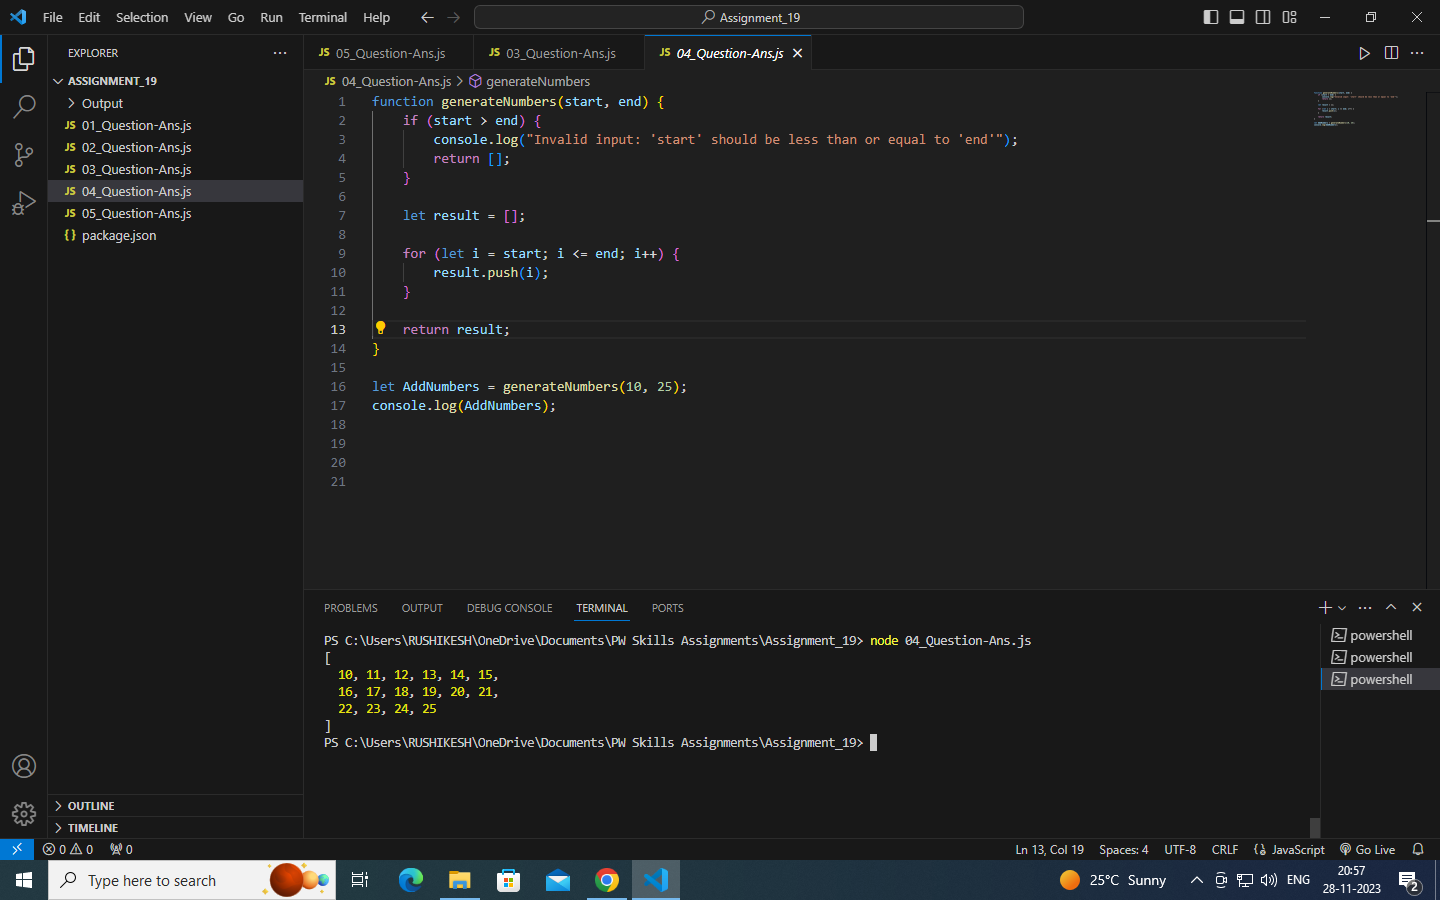 File Edit Selection View Go Run Terminal Help
Assignment_19
EXPLORER
ASSIGNMENT_19
Output
JS 01_Question-Ans.js
JS 02_Question-Ans.js
JS 03_Question-Ans.js
JS 04_Question-Ans.js
JS 05_Question-Ans.js
{} package.json
OUTLINE
TIMELINE
JS 05_Question-Ans.js JS 03_Question-Ans.js JS 04_Question-Ans.js
JS 04_Question-Ans.js > generateNumbers
1 function generateNumbers(start, end) {
2 if (start > end) {
3 console.log("Invalid input: 'start' should be less than or equal to 'end'");
4 return [];
5 }
6
7 let result = [];
8
9 for (let i = start; i <= end; i++) {
10 result.push(i);
11 }
12
13 return result;
14 }
15
16 let AddNumbers = generateNumbers(10, 25);
17 console.log(AddNumbers);
18
19
20
21
PROBLEMS OUTPUT DEBUG CONSOLE TERMINAL PORTS
PS C:\Users\RUSHIKESH\OneDrive\Documents\PW Skills Assignments\Assignment_19> node 04_Question-Ans.js
[
10, 11, 12, 13, 14, 15,
16, 17, 18, 19, 20, 21,
22, 23, 24, 25
]
PS C:\Users\RUSHIKESH\OneDrive\Documents\PW Skills Assignments\Assignment_19>
powershell
powershell
powershell
0 0 0 Ln 13, Col 19 Spaces: 4 UTF-8 CRLF {} JavaScript Go Live
Type here to search
25°C Sunny
ENG
20:57
28-11-2023
2